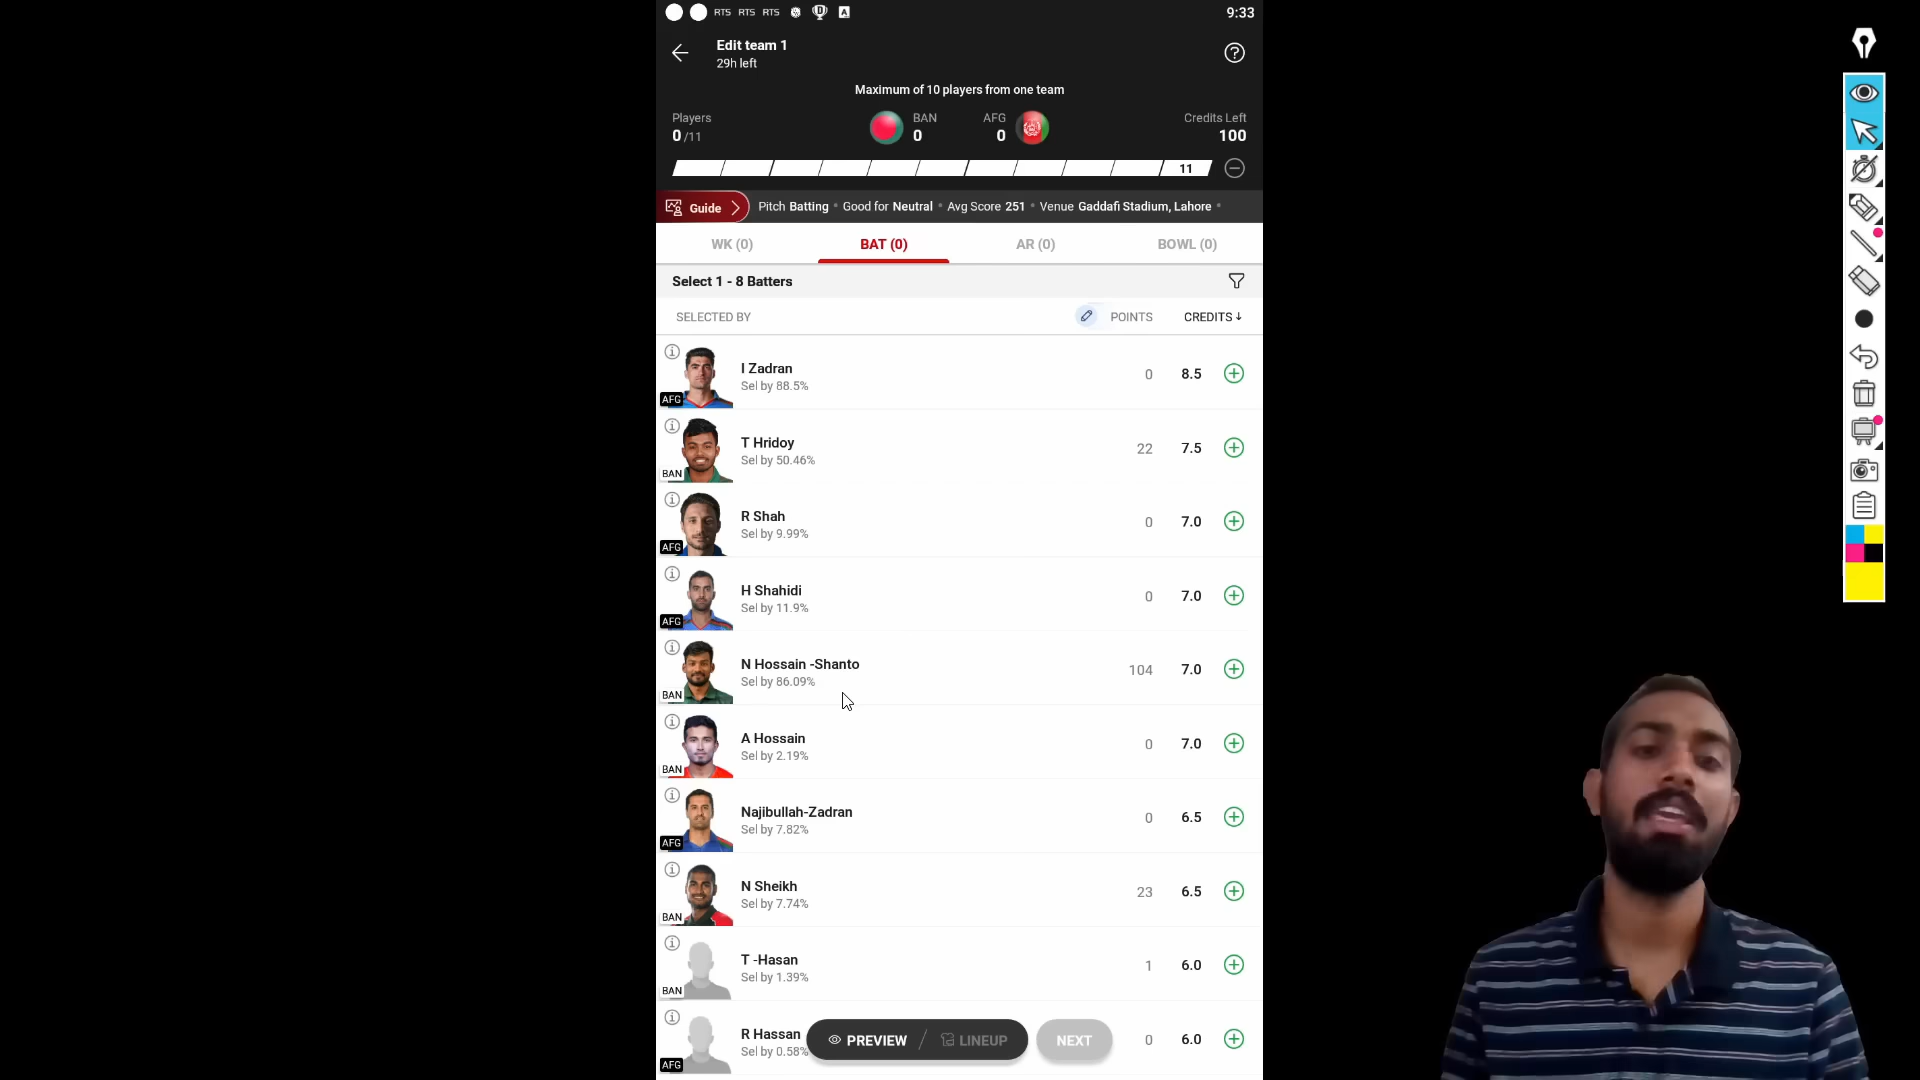 RTS RTS RTS D A 9:33
Edit team 1
29h left
?
Maximum of 10 players from one team
Players
0 /11
BAN
0
AFG
0
Credits Left
100
11
Guide Pitch Batting • Good for Neutral • Avg Score 251 • Venue Gaddafi Stadium, Lahore •
WK (0) BAT (0) AR (0) BOWL (0)
Select 1 - 8 Batters
SELECTED BY POINTS CREDITS ↓
I Zadran
Sel by 88.5%
AFG
0 8.5
T Hridoy
Sel by 50.46%
BAN
22 7.5
R Shah
Sel by 9.99%
AFG
0 7.0
H Shahidi
Sel by 11.9%
AFG
0 7.0
N Hossain -Shanto
Sel by 86.09%
BAN
104 7.0
A Hossain
Sel by 2.19%
BAN
0 7.0
Najibullah-Zadran
Sel by 7.82%
AFG
0 6.5
N Sheikh
Sel by 7.74%
BAN
23 6.5
T -Hasan
Sel by 1.39%
BAN
1 6.0
R Hassan
Sel by 0.58%
AFG
0 6.0
PREVIEW / LINEUP NEXT